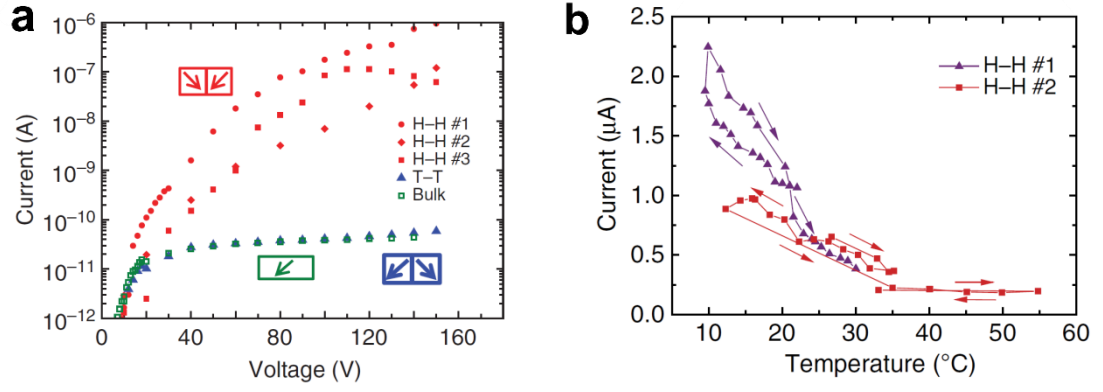 a
Current (A)
10⁻⁶
10⁻⁷
10⁻⁸
10⁻⁹
10⁻¹⁰
10⁻¹¹
10⁻¹²
H–H #1
H–H #2
H–H #3
T–T
Bulk
0 40 80 120 160
Voltage (V)
b
Current (μA)
2.5
2.0
1.5
1.0
0.5
0.0
H–H #1
H–H #2
10 20 30 40 50 60
Temperature (°C)